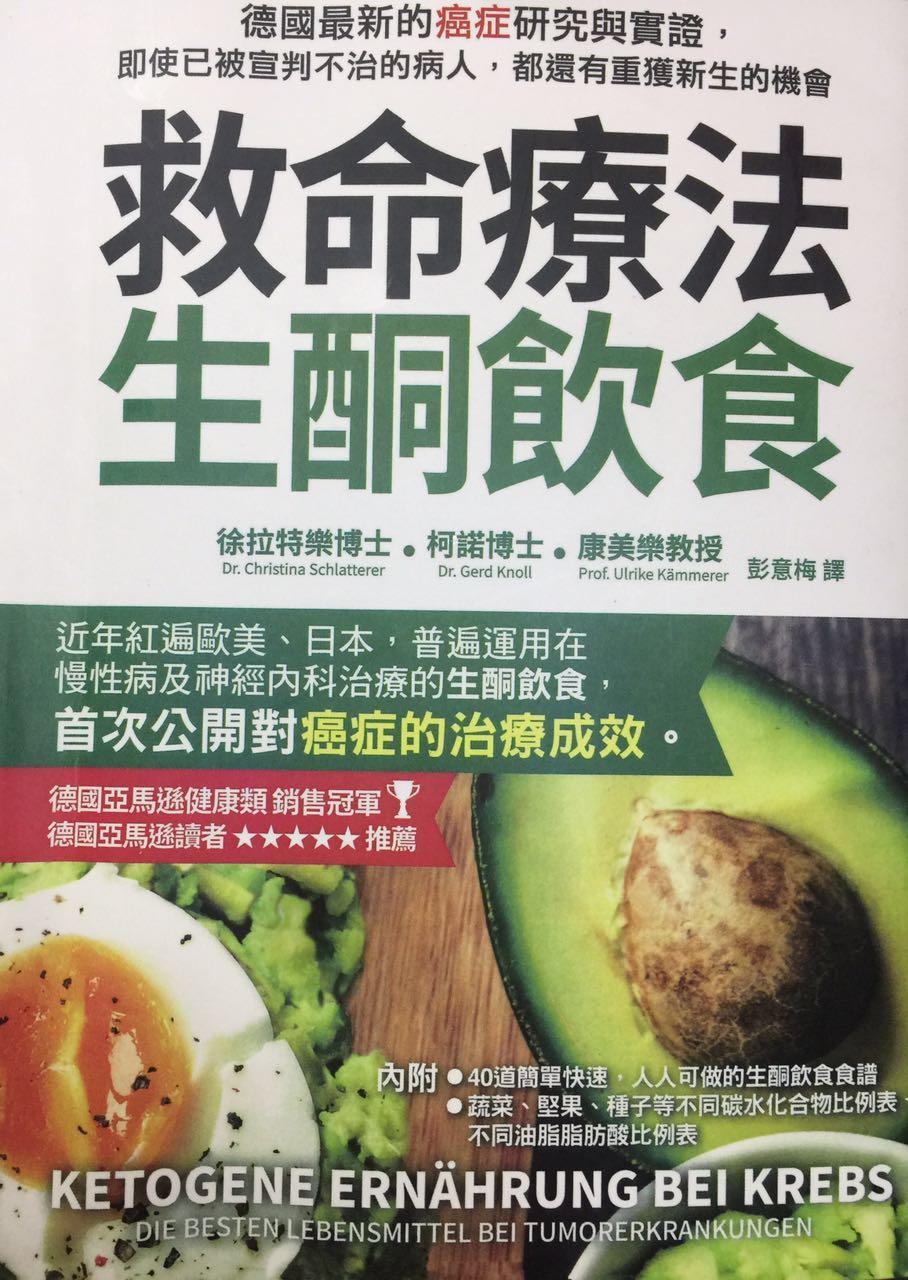 德國最新的癌症研究與實證，
即使已被宣判不治的病人，都還有重獲新生的機會
救命療法
生酮飲食
徐拉特樂博士・柯諾博士・康美樂教授 彭意梅 譯
Dr. Christina Schlatterer Dr. Gerd Knoll Prof. Ulrike Kämmerer
近年紅遍歐美、日本，普遍運用在
慢性病及神經內科治療的生酮飲食，
首次公開對癌症的治療成效。
德國亞馬遜健康類 銷售冠軍
德國亞馬遜讀者 ★★★★★ 推薦
內附 ●40道簡單快速，人人可做的生酮飲食食譜
●蔬菜、堅果、種子等不同碳水化合物比例表、
不同油脂脂肪酸比例表
KETOGENE ERNÄHRUNG BEI KREBS
DIE BESTEN LEBENSMITTEL BEI TUMORERKRANKUNGEN